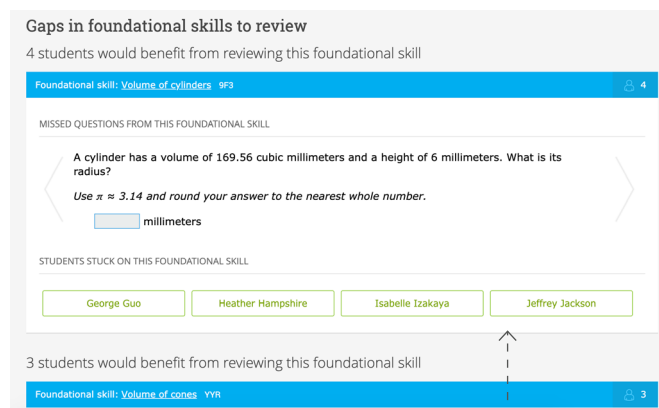 Gaps in foundational skills to review
4 students would benefit from reviewing this foundational skill
Foundational skill: Volume of cylinders 9F3 4
MISSED QUESTIONS FROM THIS FOUNDATIONAL SKILL
A cylinder has a volume of 169.56 cubic millimeters and a height of 6 millimeters. What is its
radius?
Use π ≈ 3.14 and round your answer to the nearest whole number.
millimeters
STUDENTS STUCK ON THIS FOUNDATIONAL SKILL
George Guo Heather Hampshire Isabelle Izakaya Jeffrey Jackson
3 students would benefit from reviewing this foundational skill
Foundational skill: Volume of cones YYR 3